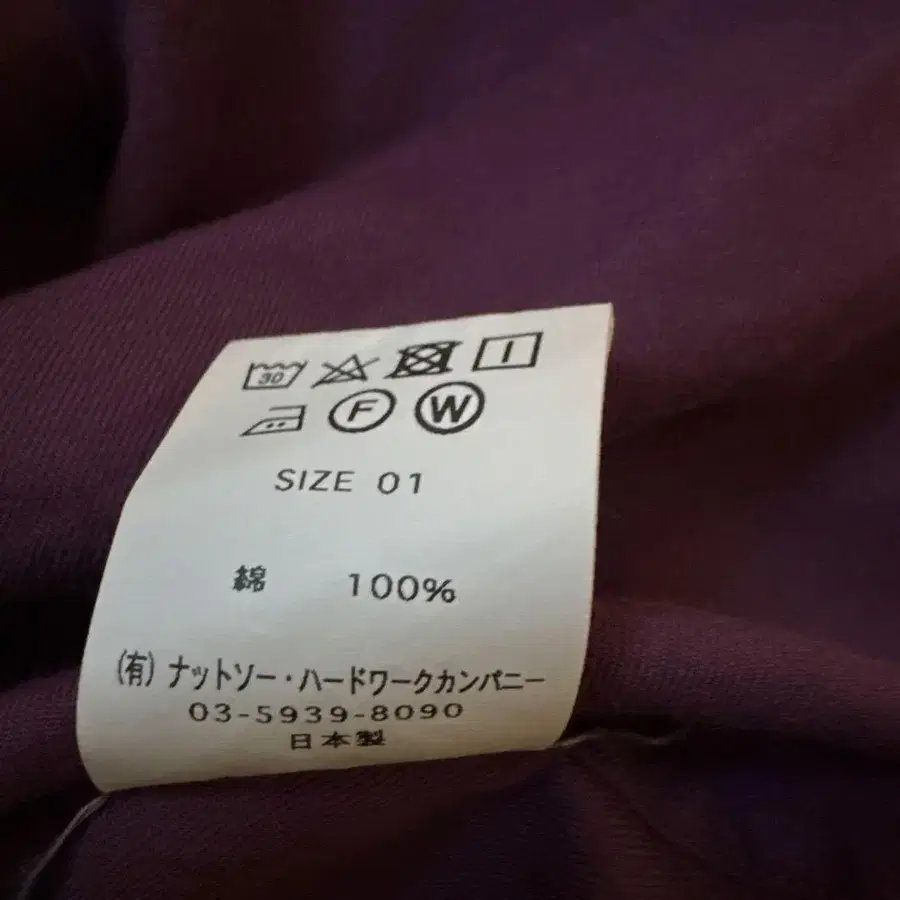 30
F W
SIZE 01
綿 100%
(有) ナットソー・ハードワークカンパニー
03-5939-8090
日本製